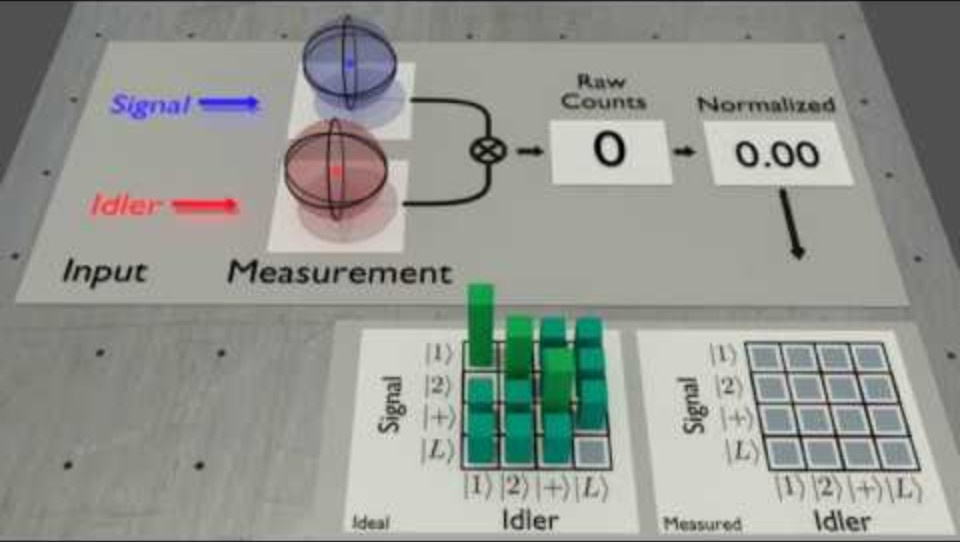 Signal
Idler
Input
Measurement
Raw
Counts
0
Normalized
0.00
Signal
|1⟩
|2⟩
|+⟩
|L⟩
|1⟩ |2⟩ |+⟩ |L⟩
Ideal
Idler
Signal
|1⟩
|2⟩
|+⟩
|L⟩
|1⟩ |2⟩ |+⟩ |L⟩
Measured
Idler